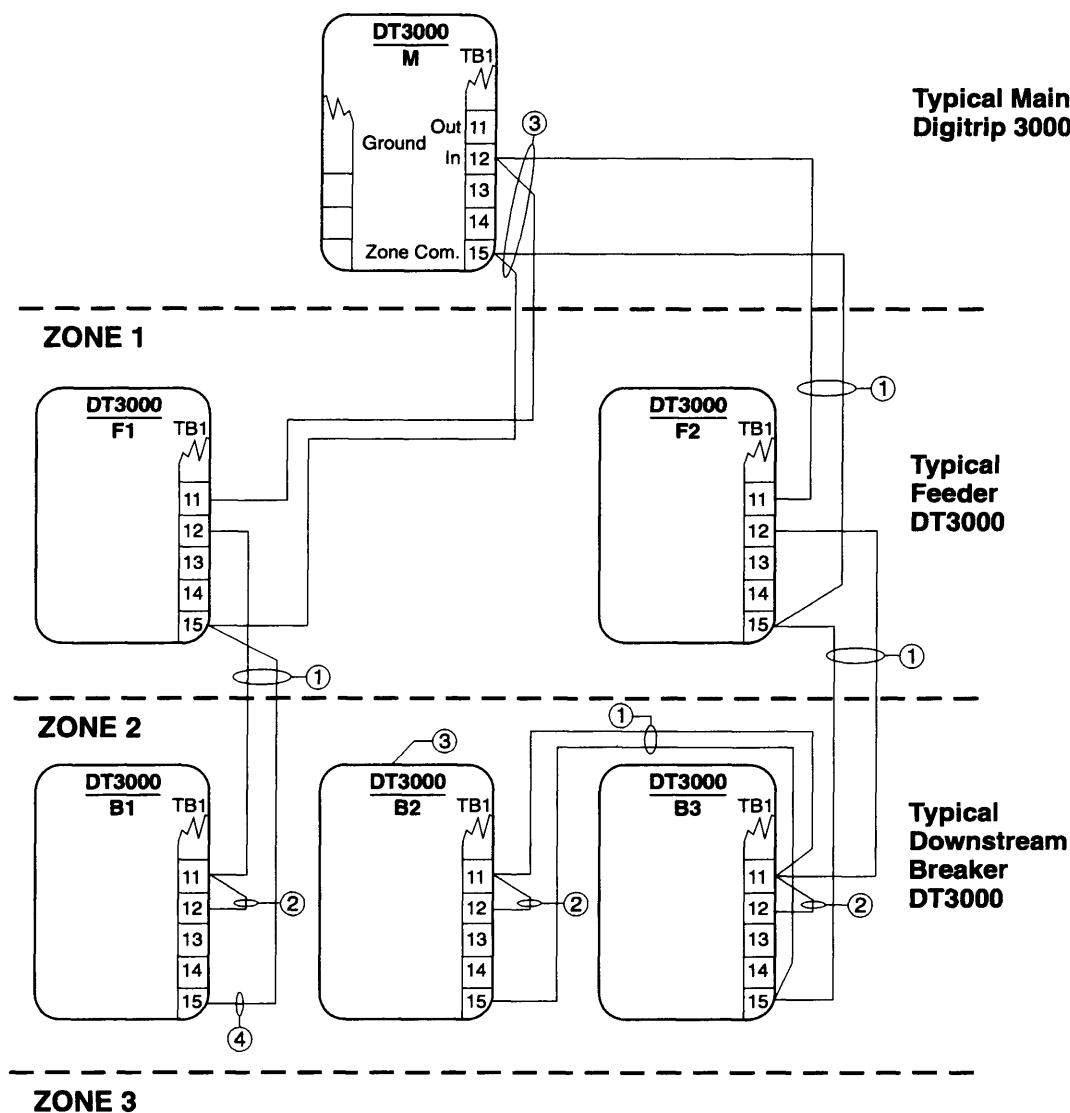 DT3000
M
TB1
Out 11
Ground
In 12
13
14
Zone Com. 15
3
Typical Main
Digitrip 3000
ZONE 1
1
DT3000
F1
TB1
11
12
13
14
15
DT3000
F2
TB1
11
12
13
14
15
Typical
Feeder
DT3000
1
1
ZONE 2
1
3
DT3000
B1
TB1
11
12
13
14
15
2
4
DT3000
B2
TB1
11
12
13
14
15
2
DT3000
B3
TB1
11
12
13
14
15
2
Typical
Downstream
Breaker
DT3000
ZONE 3